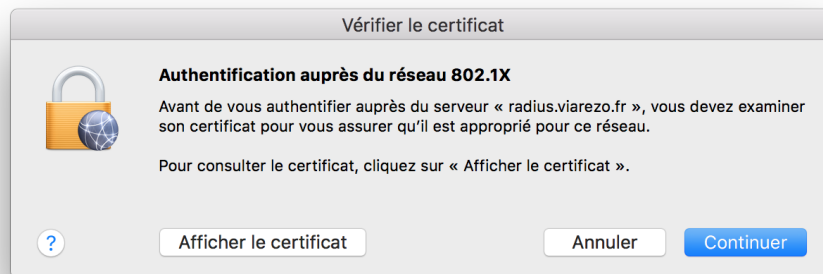 Vérifier le certificat
Authentification auprès du réseau 802.1X
Avant de vous authentifier auprès du serveur « radius.viarezo.fr », vous devez examiner
son certificat pour vous assurer qu’il est approprié pour ce réseau.
Pour consulter le certificat, cliquez sur « Afficher le certificat ».
? Afficher le certificat Annuler Continuer